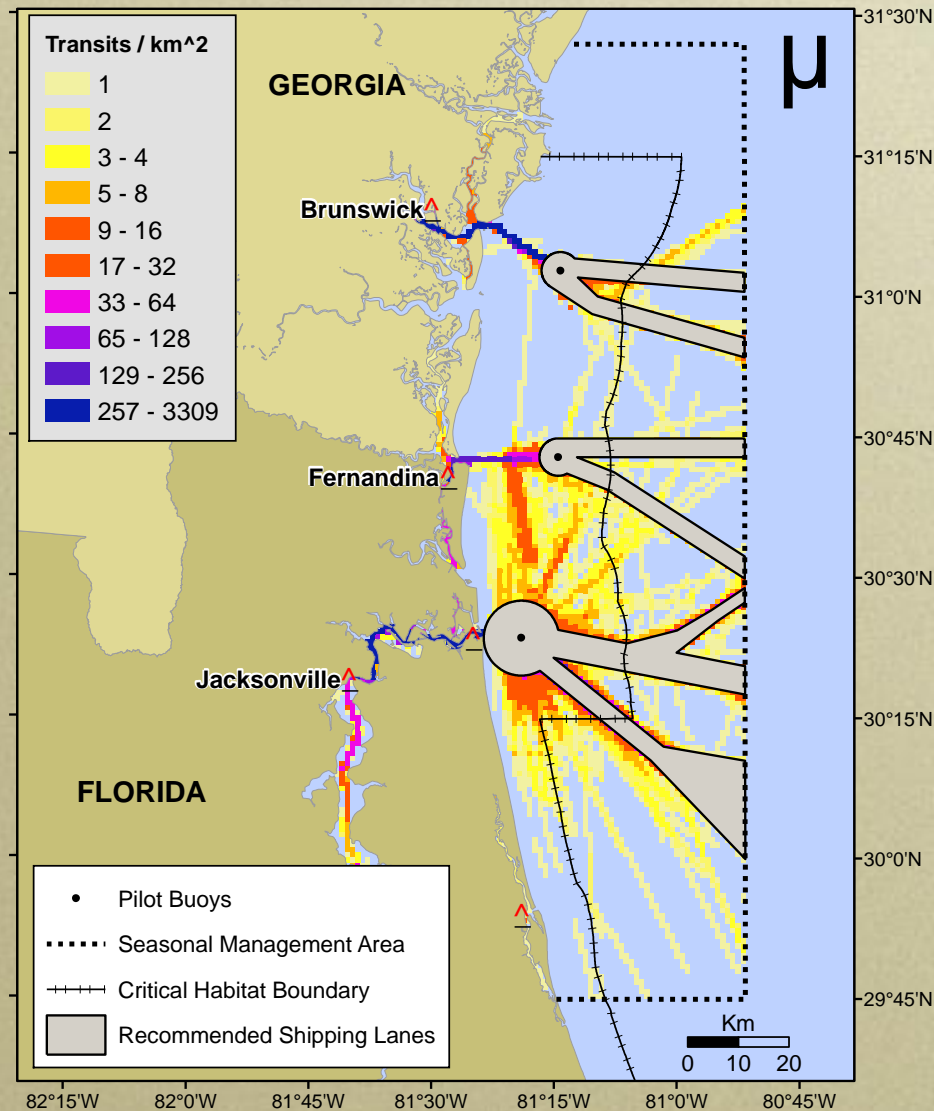 Transits / km^2
1
2
3 - 4
5 - 8
9 - 16
17 - 32
33 - 64
65 - 128
129 - 256
257 - 3309
GEORGIA
µ
Brunswick
Fernandina
Jacksonville
FLORIDA
Pilot Buoys
Seasonal Management Area
Critical Habitat Boundary
Recommended Shipping Lanes
Km
0 10 20
31°30'N
31°15'N
31°0'N
30°45'N
30°30'N
30°15'N
30°0'N
29°45'N
82°15'W 82°0'W 81°45'W 81°30'W 81°15'W 81°0'W 80°45'W